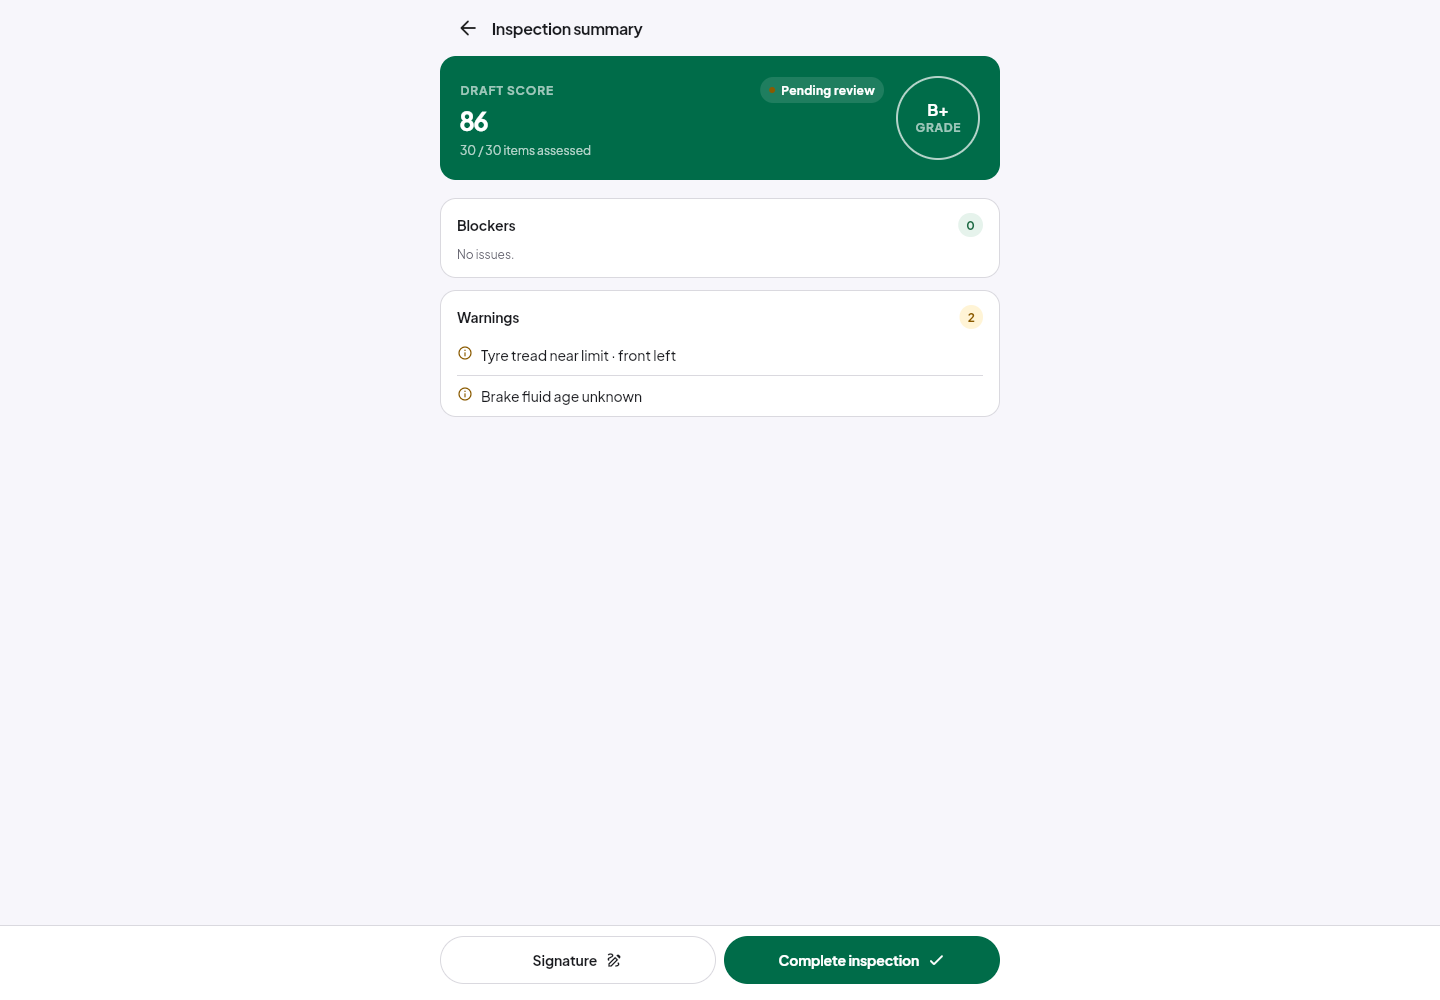 Inspection summary
DRAFT SCORE
Pending review
86
30 / 30 items assessed
B+
GRADE
Blockers
0
No issues.
Warnings
2
Tyre tread near limit · front left
Brake fluid age unknown
Signature
Complete inspection